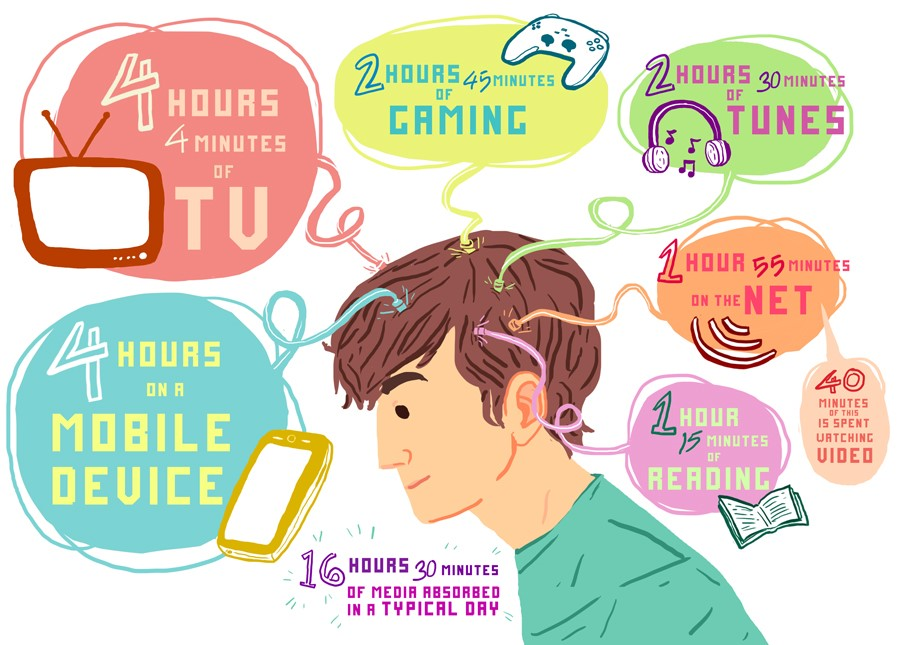 4 HOURS
4 MINUTES
OF
TV
2 HOURS 45 MINUTES
OF
GAMING
2 HOURS 30 MINUTES
OF
TUNES
1 HOUR 55 MINUTES
ON THE NET
40
MINUTES
OF THIS
IS SPENT
WATCHING
VIDEO
4 HOURS
ON A
MOBILE
DEVICE
1 HOUR
15 MINUTES
OF
READING
16 HOURS 30 MINUTES
OF MEDIA ABSORBED
IN A TYPICAL DAY